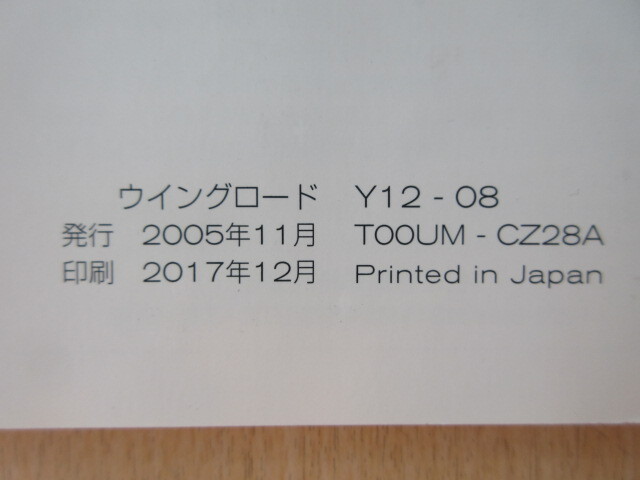 ウイングロード Y12 - 08
発行 2005年11月 T00UM - CZ28A
印刷 2017年12月 Printed in Japan